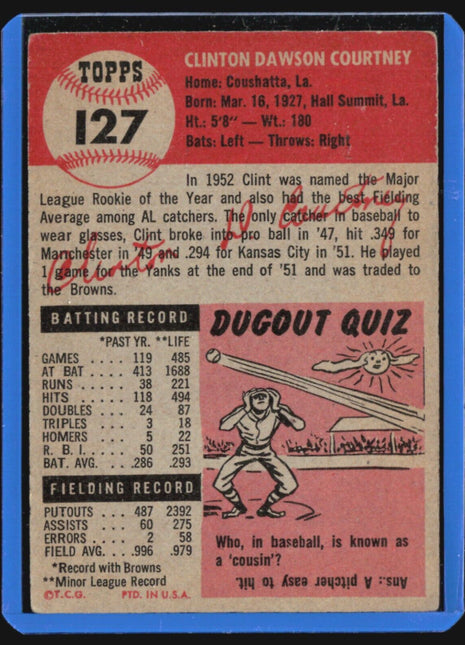 TOPPS
127
CLINTON DAWSON COURTNEY
Home: Coushatta, La.
Born: Mar. 16, 1927, Hall Summit, La.
Ht.: 5'8" — Wt.: 180
Bats: Left — Throws: Right
In 1952 Clint was named the Major
League Rookie of the Year and also had the best Fielding
Average among AL catchers. The only catcher in baseball to
wear glasses, Clint broke into pro ball in '47, hit .349 for
Manchester in '49 and .294 for Kansas City in '51. He played
1 game for the Yanks at the end of '51 and was traded to
the Browns.
Clinton D. Courtney
BATTING RECORD
*PAST YR. **LIFE
GAMES .... 119 485
AT BAT .... 413 1688
RUNS ..... 38 221
HITS ..... 118 494
DOUBLES .. 24 87
TRIPLES ... 3 18
HOMERS ... 5 22
R. B. I. .... 50 251
BAT. AVG. .. .286 .293
FIELDING RECORD
PUTOUTS .. 487 2392
ASSISTS ... 60 275
ERRORS ... 2 58
FIELD AVG. .. .996 .979
*Record with Browns
**Minor League Record
©T.C.G. PTD. IN U.S.A.
DUGOUT QUIZ
Who, in baseball, is known as
a 'cousin'?
Ans.: A pitcher easy to hit.